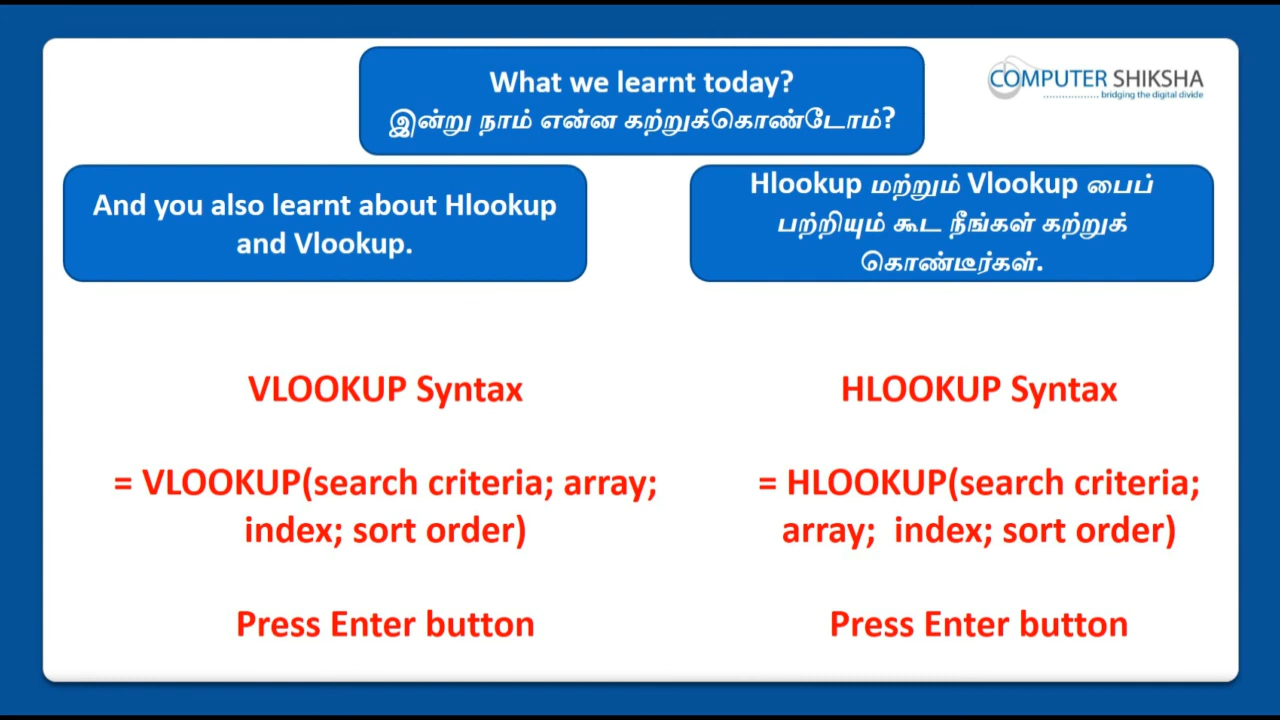 What we learnt today?
இன்று நாம் என்ன கற்றுக்கொண்டோம்?
COMPUTER SHIKSHA
bridging the digital divide
And you also learnt about Hlookup
and Vlookup.
Hlookup மற்றும் Vlookup பைப்
பற்றியும் கூட நீங்கள் கற்றுக்
கொண்டீர்கள்.
VLOOKUP Syntax
= VLOOKUP(search criteria; array;
index; sort order)
Press Enter button
HLOOKUP Syntax
= HLOOKUP(search criteria;
array;  index; sort order)
Press Enter button